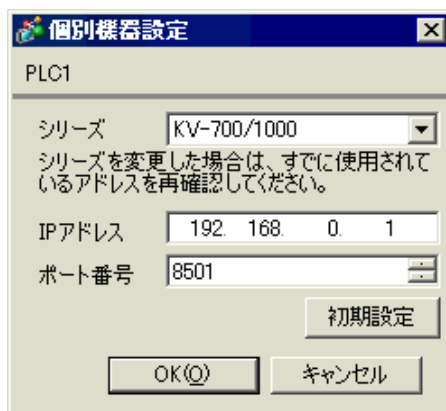 個別機器設定
PLC1
シリーズ KV-700/1000
シリーズを変更した場合は、すでに使用されて
いるアドレスを再確認してください。
IPアドレス 192. 168. 0. 1
ポート番号 8501
初期設定
OK(O) キャンセル